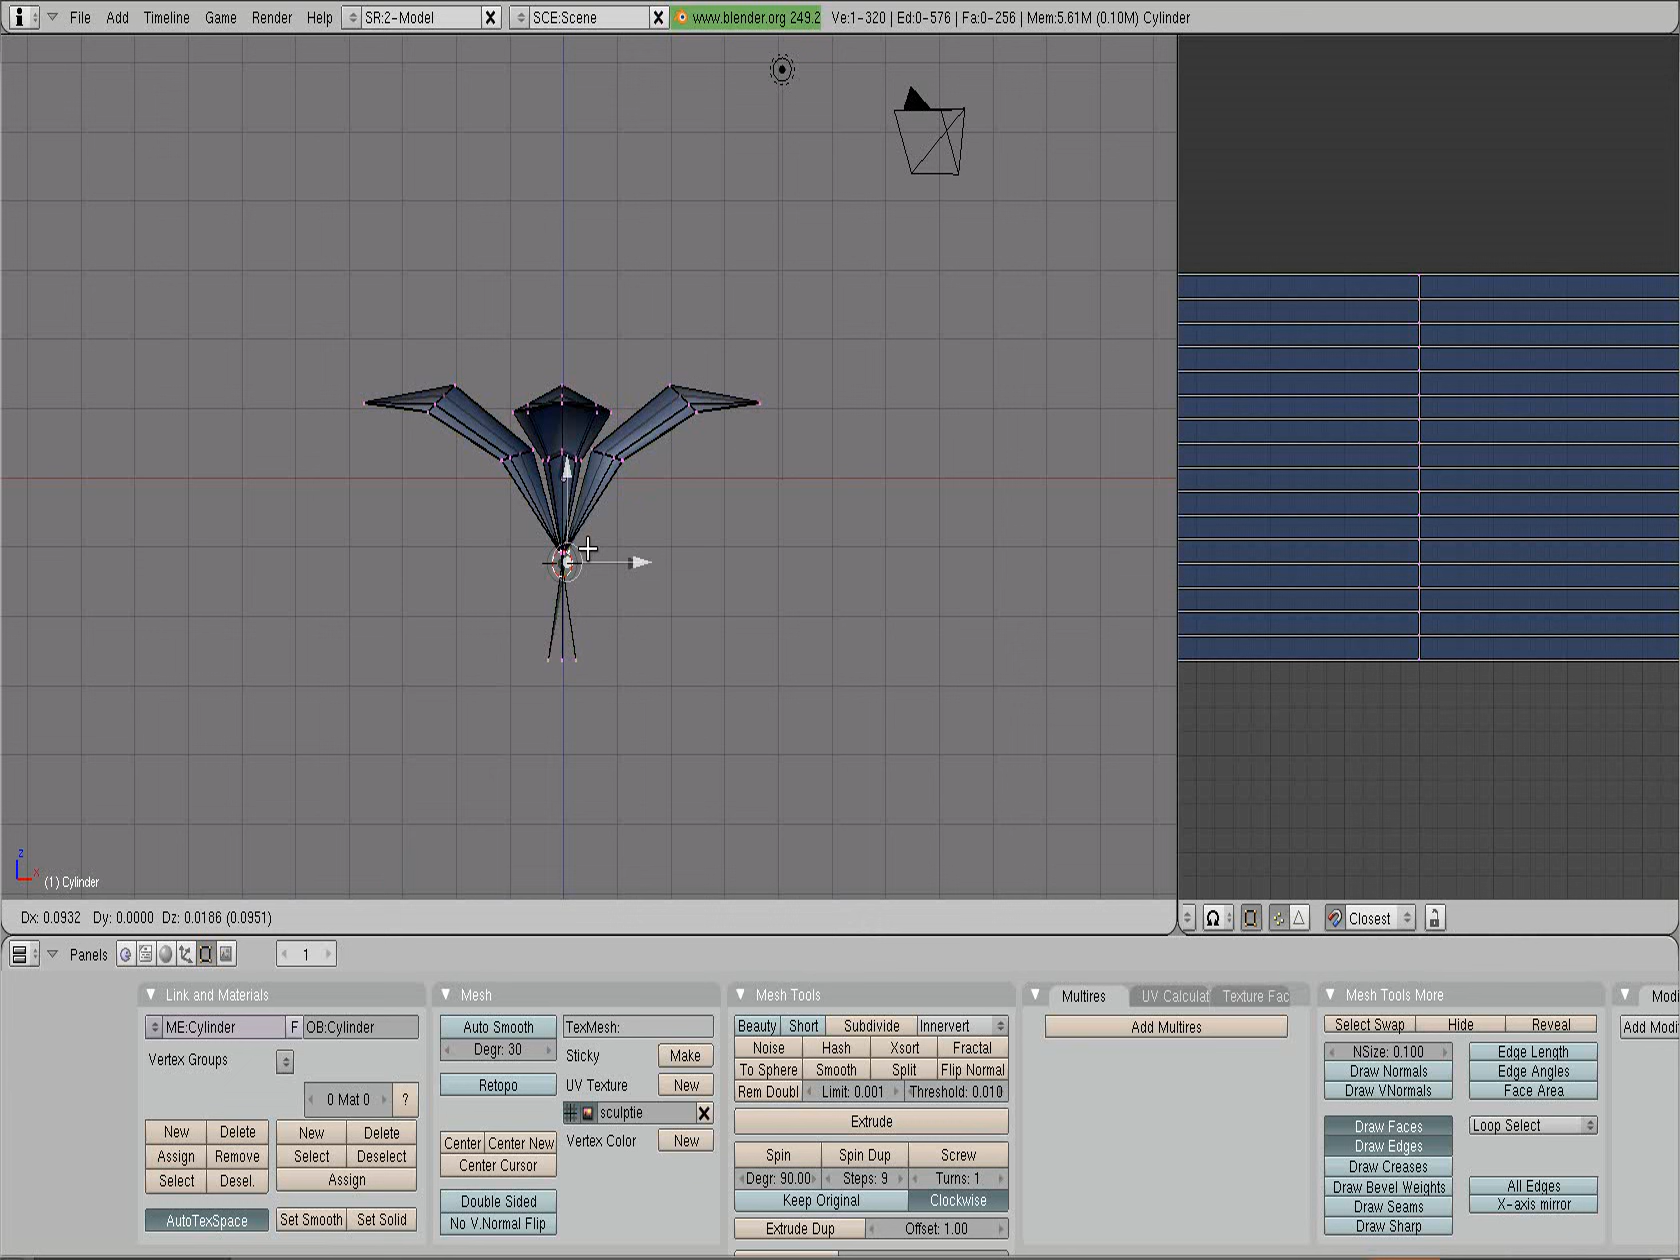 File Add Timeline Game Render Help SR:2-Model X SCE:Scene X www.blender.org 249.2 Ve:1-320 | Ed:0-576 | Fa:0-256 | Mem:5.61M (0.10M) Cylinder
z
x
(1) Cylinder
Dx: 0.0932 Dy: 0.0000 Dz: 0.0186 (0.0951)
Closest
Panels 1
Link and Materials
ME:Cylinder F OB:Cylinder
Vertex Groups
0 Mat 0 ?
New Delete New Delete
Assign Remove Select Deselect
Select Desel. Assign
AutoTexSpace Set Smooth Set Solid
Mesh
Auto Smooth TexMesh:
Degr: 30 Sticky Make
Retopo UV Texture New
sculptie X
Center Center New Vertex Color New
Center Cursor
Double Sided
No V.Normal Flip
Mesh Tools
Beauty Short Subdivide Innervert
Noise Hash Xsort Fractal
To Sphere Smooth Split Flip Normal
Rem Doubl Limit: 0.001 Threshold: 0.010
Extrude
Spin Spin Dup Screw
Degr: 90.00 Steps: 9 Turns: 1
Keep Original Clockwise
Extrude Dup Offset: 1.00
Multires UV Calculat Texture Fac
Add Multires
Mesh Tools More
Select Swap Hide Reveal
NSize: 0.100 Edge Length
Draw Normals Edge Angles
Draw VNormals Face Area
Draw Faces Loop Select
Draw Edges
Draw Creases
Draw Bevel Weights All Edges
Draw Seams X-axis mirror
Draw Sharp
Modi
Add Modi